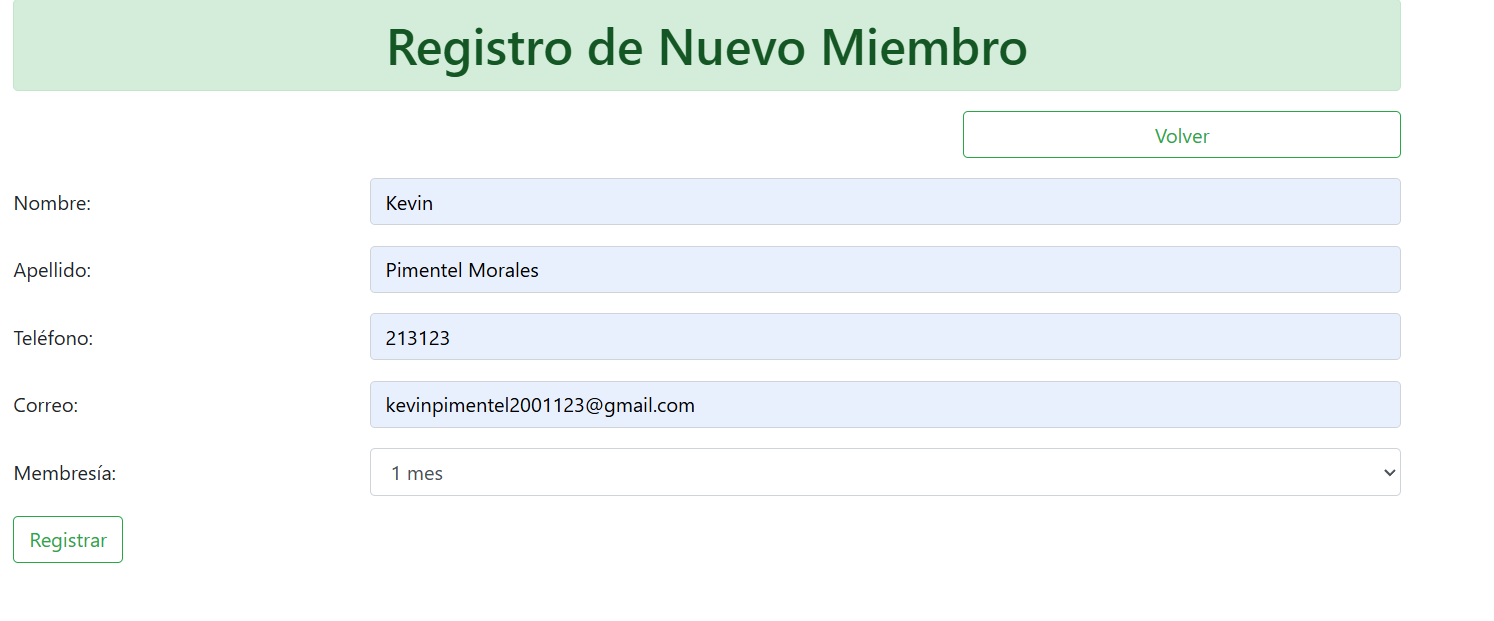 Registro de Nuevo Miembro
Volver
Nombre: Kevin
Apellido: Pimentel Morales
Teléfono: 213123
Correo: kevinpimentel2001123@gmail.com
Membresía: 1 mes
Registrar